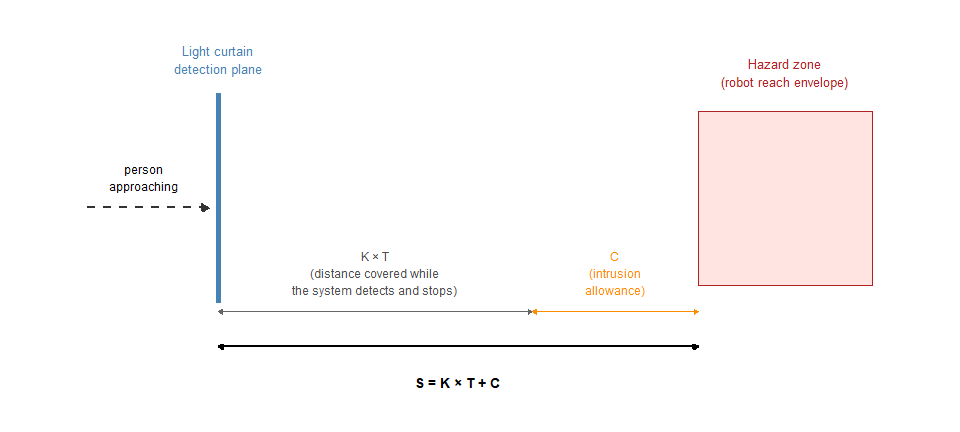 Light curtain
detection plane
Hazard zone
(robot reach envelope)
person
approaching
K × T
(distance covered while
the system detects and stops)
C
(intrusion
allowance)
S = K × T + C